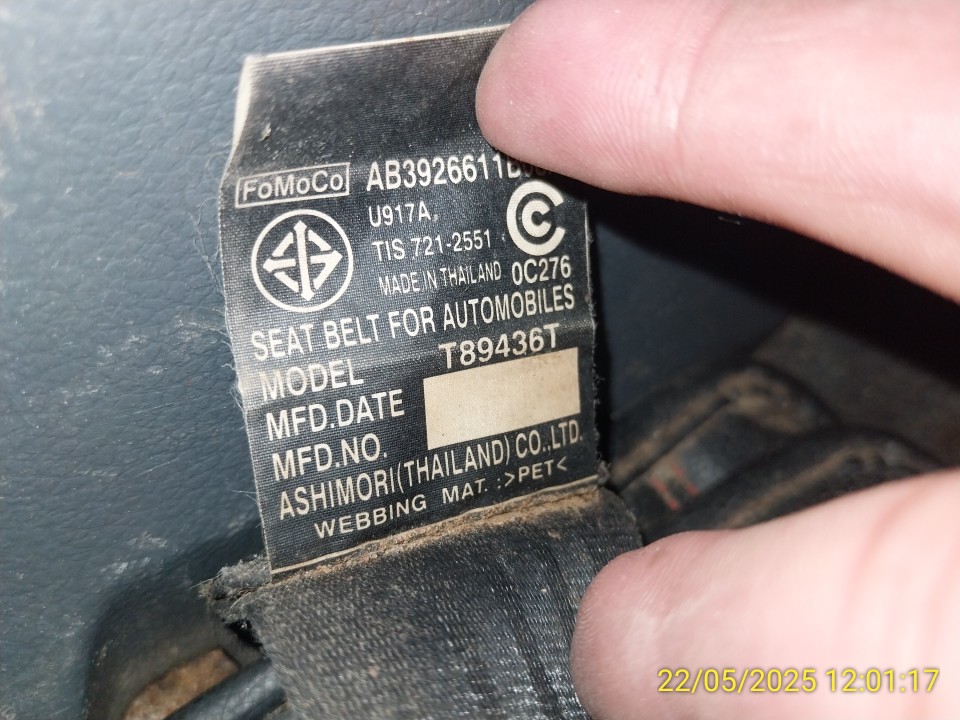 FoMoCo AB3926611B
U917A
TIS 721-2551
MADE IN THAILAND 0C276
SEAT BELT FOR AUTOMOBILES
MODEL T89436T
MFD.DATE
MFD.NO.
ASHIMORI (THAILAND) CO.,LTD.
WEBBING MAT. :>PET<
22/05/2025 12:01:17